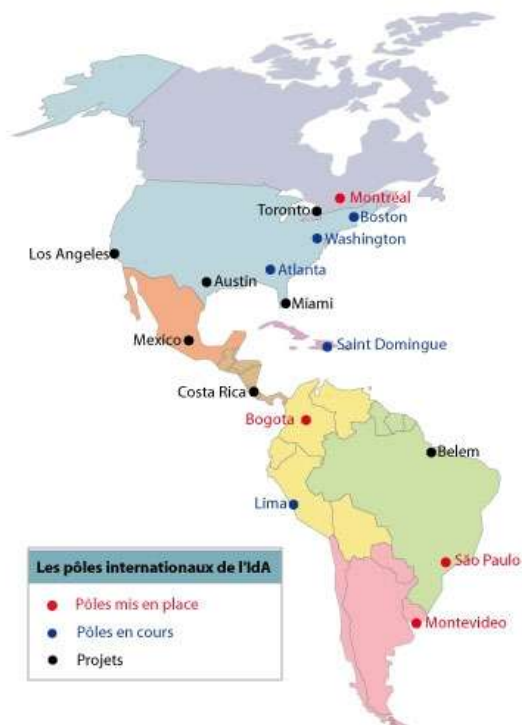 Montréal
Toronto
Boston
Washington
Los Angeles
Atlanta
Austin
Miami
Mexico
Saint Domingue
Costa Rica
Bogota
Belem
Lima
São Paulo
Montevideo
Les pôles internationaux de l'IdA
Pôles mis en place
Pôles en cours
Projets